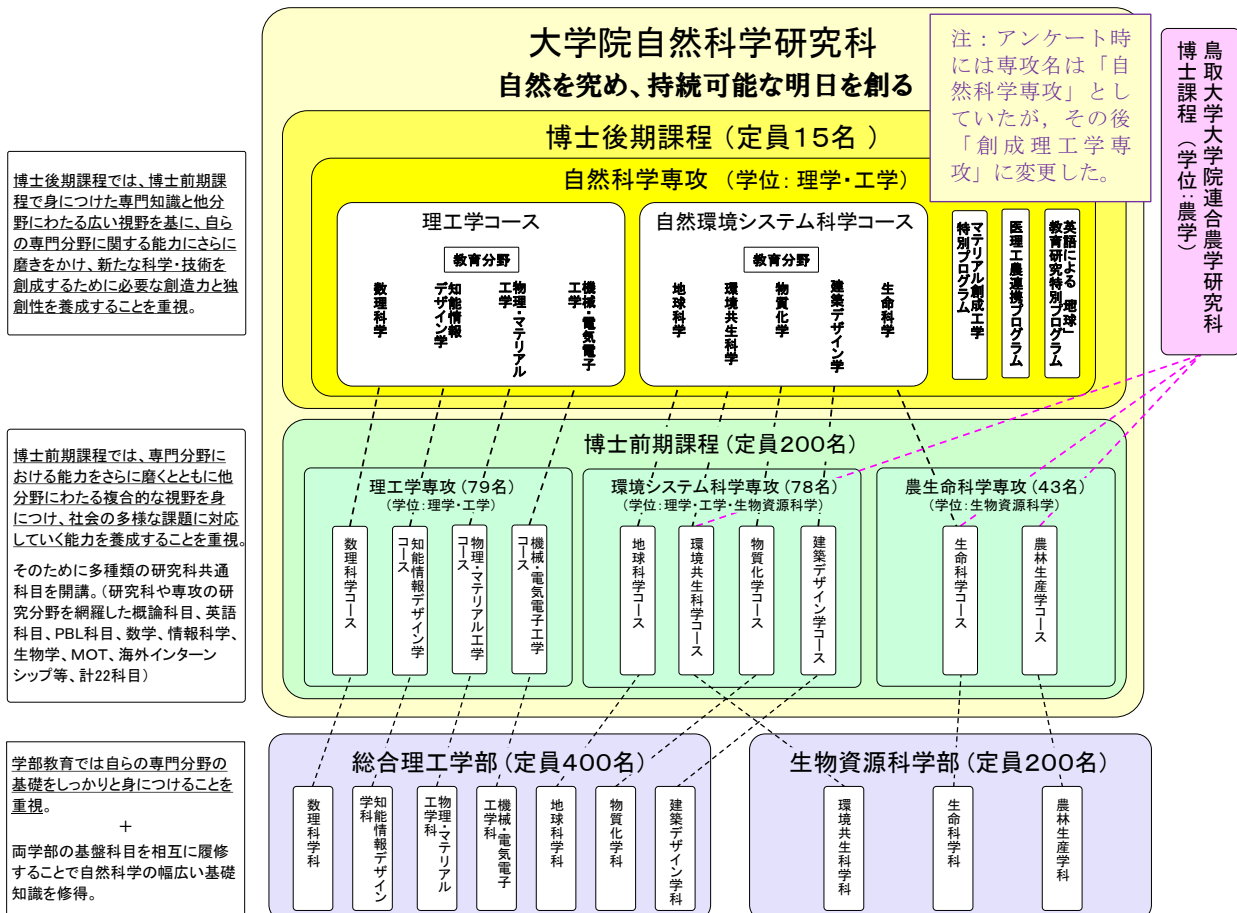 大学院自然科学研究科
自然を究め、持続可能な明日を創る
注：アンケート時
には専攻名は「自
然科学専攻」とし
ていたが，その後
「創成理工学専
攻」に変更した。
鳥取大学大学院連合農学研究科
博士課程（学位：農学）
博士後期課程（定員15名 ）
自然科学専攻 （学位：理学・工学）
理工学コース
教育分野
数理科学
知能情報
デザイン学
物理・マテリアル
工学
機械・電気電子
工学
自然環境システム科学コース
教育分野
地球科学
環境共生科学
物質化学
建築デザイン学
生命科学
マテリアル創成工学
特別プログラム
医理工農連携プログラム
英語による「地球」
教育研究特別プログラム
博士後期課程では、博士前期課
程で身につけた専門知識と他分
野にわたる広い視野を基に、自ら
の専門分野に関する能力にさらに
磨きをかけ、新たな科学・技術を
創成するために必要な創造力と独
創性を養成することを重視。
博士前期課程（定員200名）
理工学専攻（79名）
（学位：理学・工学）
数理科学コース
知能情報デザイン学
コース
物理・マテリアル工学
コース
機械・電気電子工学
コース
環境システム科学専攻（78名）
（学位：理学・工学・生物資源科学）
地球科学コース
環境共生科学コース
物質化学コース
建築デザイン学コース
農生命科学専攻（43名）
（学位：生物資源科学）
生命科学コース
農林生産学コース
博士前期課程では、専門分野に
おける能力をさらに磨くとともに他
分野にわたる複合的な視野を身
につけ、社会の多様な課題に対応
していく能力を養成することを重視。
そのために多種類の研究科共通
科目を開講。（研究科や専攻の研
究分野を網羅した概論科目、英語
科目、PBL科目、数学、情報科学、
生物学、MOT、海外インターン
シップ等、計22科目）
総合理工学部（定員400名）
数理科学科
知能情報デザイン
学科
物理・マテリアル
工学科
機械・電気電子
工学科
地球科学科
物質化学科
建築デザイン学科
生物資源科学部（定員200名）
環境共生科学科
生命科学科
農林生産学科
学部教育では自らの専門分野の
基礎をしっかりと身につけることを
重視。
+
両学部の基盤科目を相互に履修
することで自然科学の幅広い基礎
知識を修得。